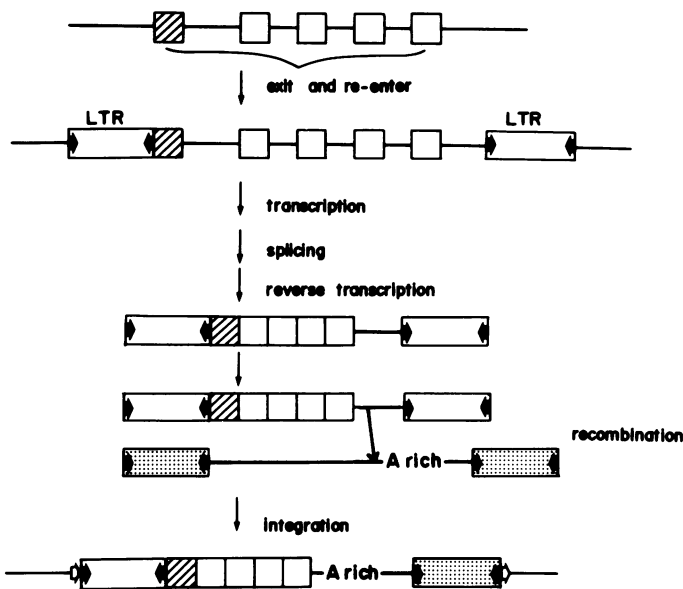 exit and re-enter
LTR
LTR
transcription
splicing
reverse transcription
recombination
A rich
integration
A rich